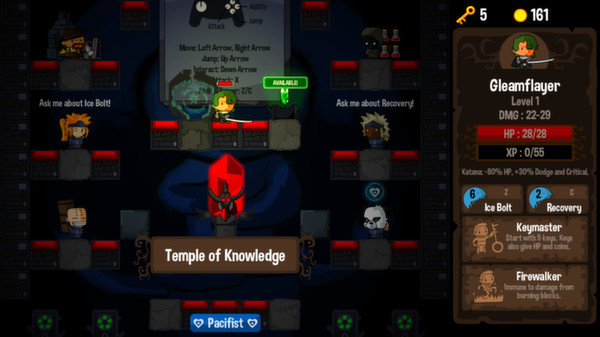 Ability
Jump
Attack
Move: Left Arrow, Right Arrow
Jump: Up Arrow
Interact: Down Arrow
: X
: Z/C
AVAILABLE!
Ask me about Ice Bolt!
Ask me about Recovery!
Temple of Knowledge
Pacifist
5
161
Gleamflayer
Level 1
DMG : 22-29
HP : 28/28
XP : 0/55
Katana: -80% HP, +30% Dodge and Critical.
6 Z
Ice Bolt
2 C
Recovery
Keymaster
Start with 5 keys. Keys
also give HP and coins.
Firewalker
Immune to damage from
burning blocks.